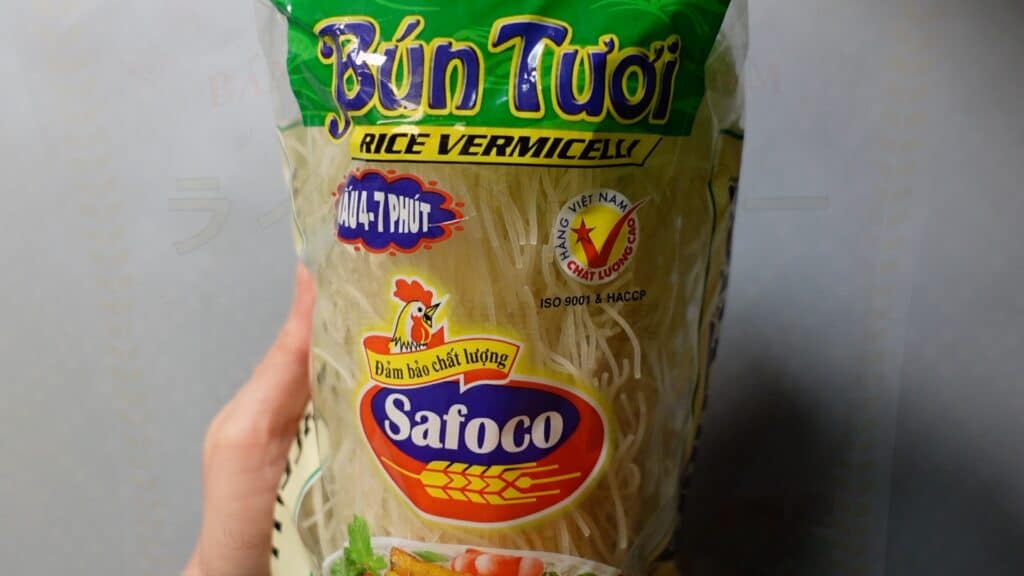 Bún Tươi
RICE VERMICELLI
4-7 PHÚT
HÀNG VIỆT NAM
CHẤT LƯỢNG CAO
ISO 9001 & HACCP
Đảm bảo chất lượng
Safoco